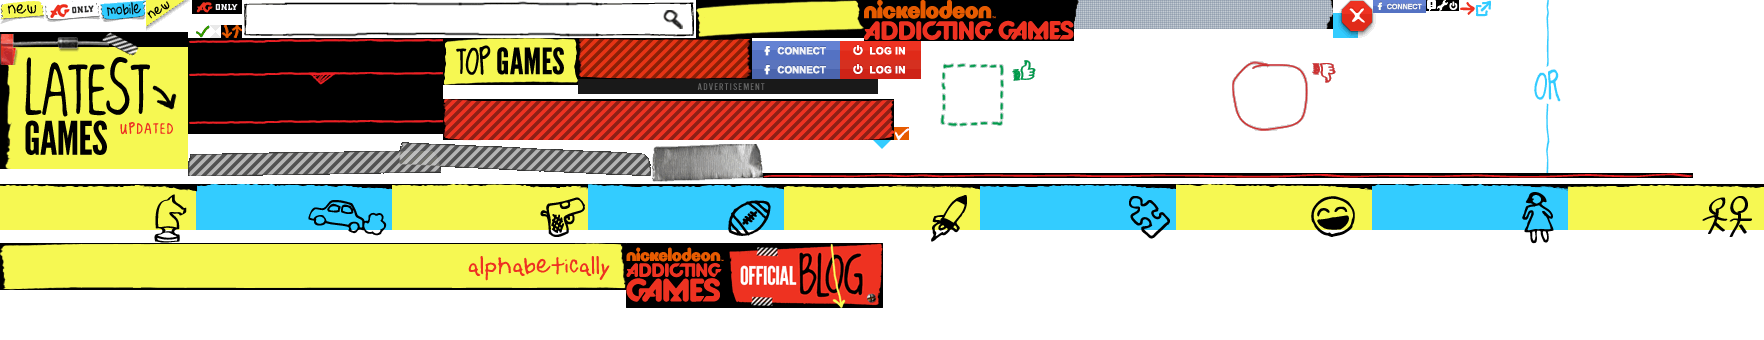 new
AG ONLY
mobile
new
AG ONLY
nickelodeon
ADDICTING GAMES
CONNECT
LATEST
GAMES
UPDATED
TOP GAMES
CONNECT
LOG IN
CONNECT
LOG IN
ADVERTISEMENT
OR
alphabetically
nickelodeon
ADDICTING
GAMES
OFFICIAL BLOG